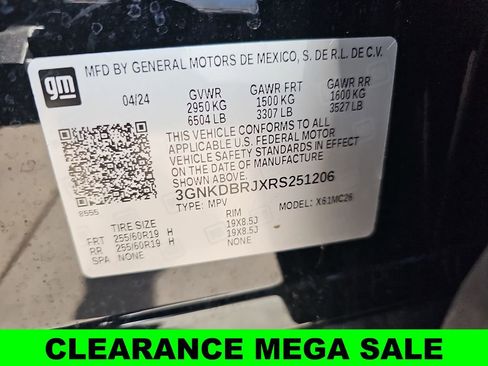 gm MFD BY GENERAL MOTORS DE MEXICO, S. DE R.L. DE C.V.
04/24 GVWR GAWR FRT GAWR RR
2950 KG 1500 KG 1600 KG
6504 LB 3307 LB 3527 LB
THIS VEHICLE CONFORMS TO ALL
APPLICABLE U.S. FEDERAL MOTOR
VEHICLE SAFETY STANDARDS IN EFFECT
ON THE DATE OF MANUFACTURE SHOWN ABOVE.
3GNKDBRJXRS251206
8555 TYPE: MPV MODEL: X61MC26
TIRE SIZE RIM
FRT 255/60R19 H 19X8.5J
RR 255/60R19 H 19X8.5J
SPA NONE NONE
CLEARANCE MEGA SALE